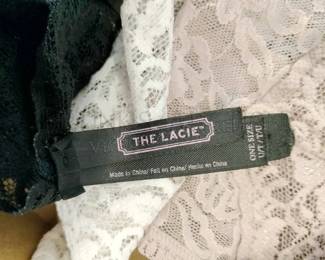 THE LACIE™
Made in China/ Fait en Chine/ Hecho en China
ONE SIZE
U/T / T/U